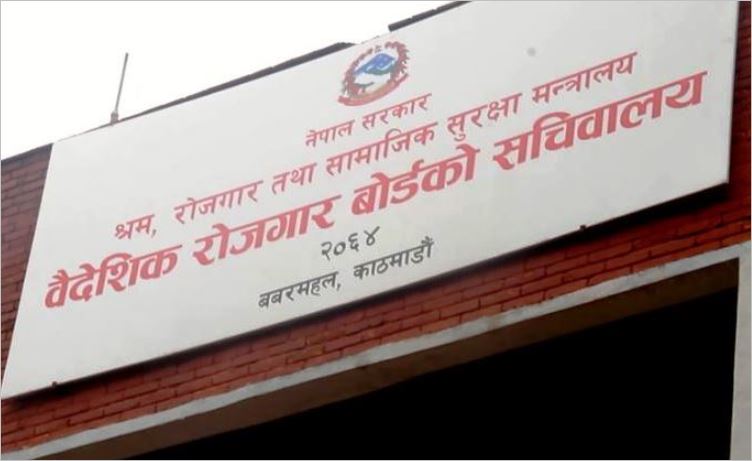 नेपाल सरकार
श्रम, रोजगार तथा सामाजिक सुरक्षा मन्त्रालय
वैदेशिक रोजगार बोर्डको सचिवालय
२०६४
बबरमहल, काठमाडौं